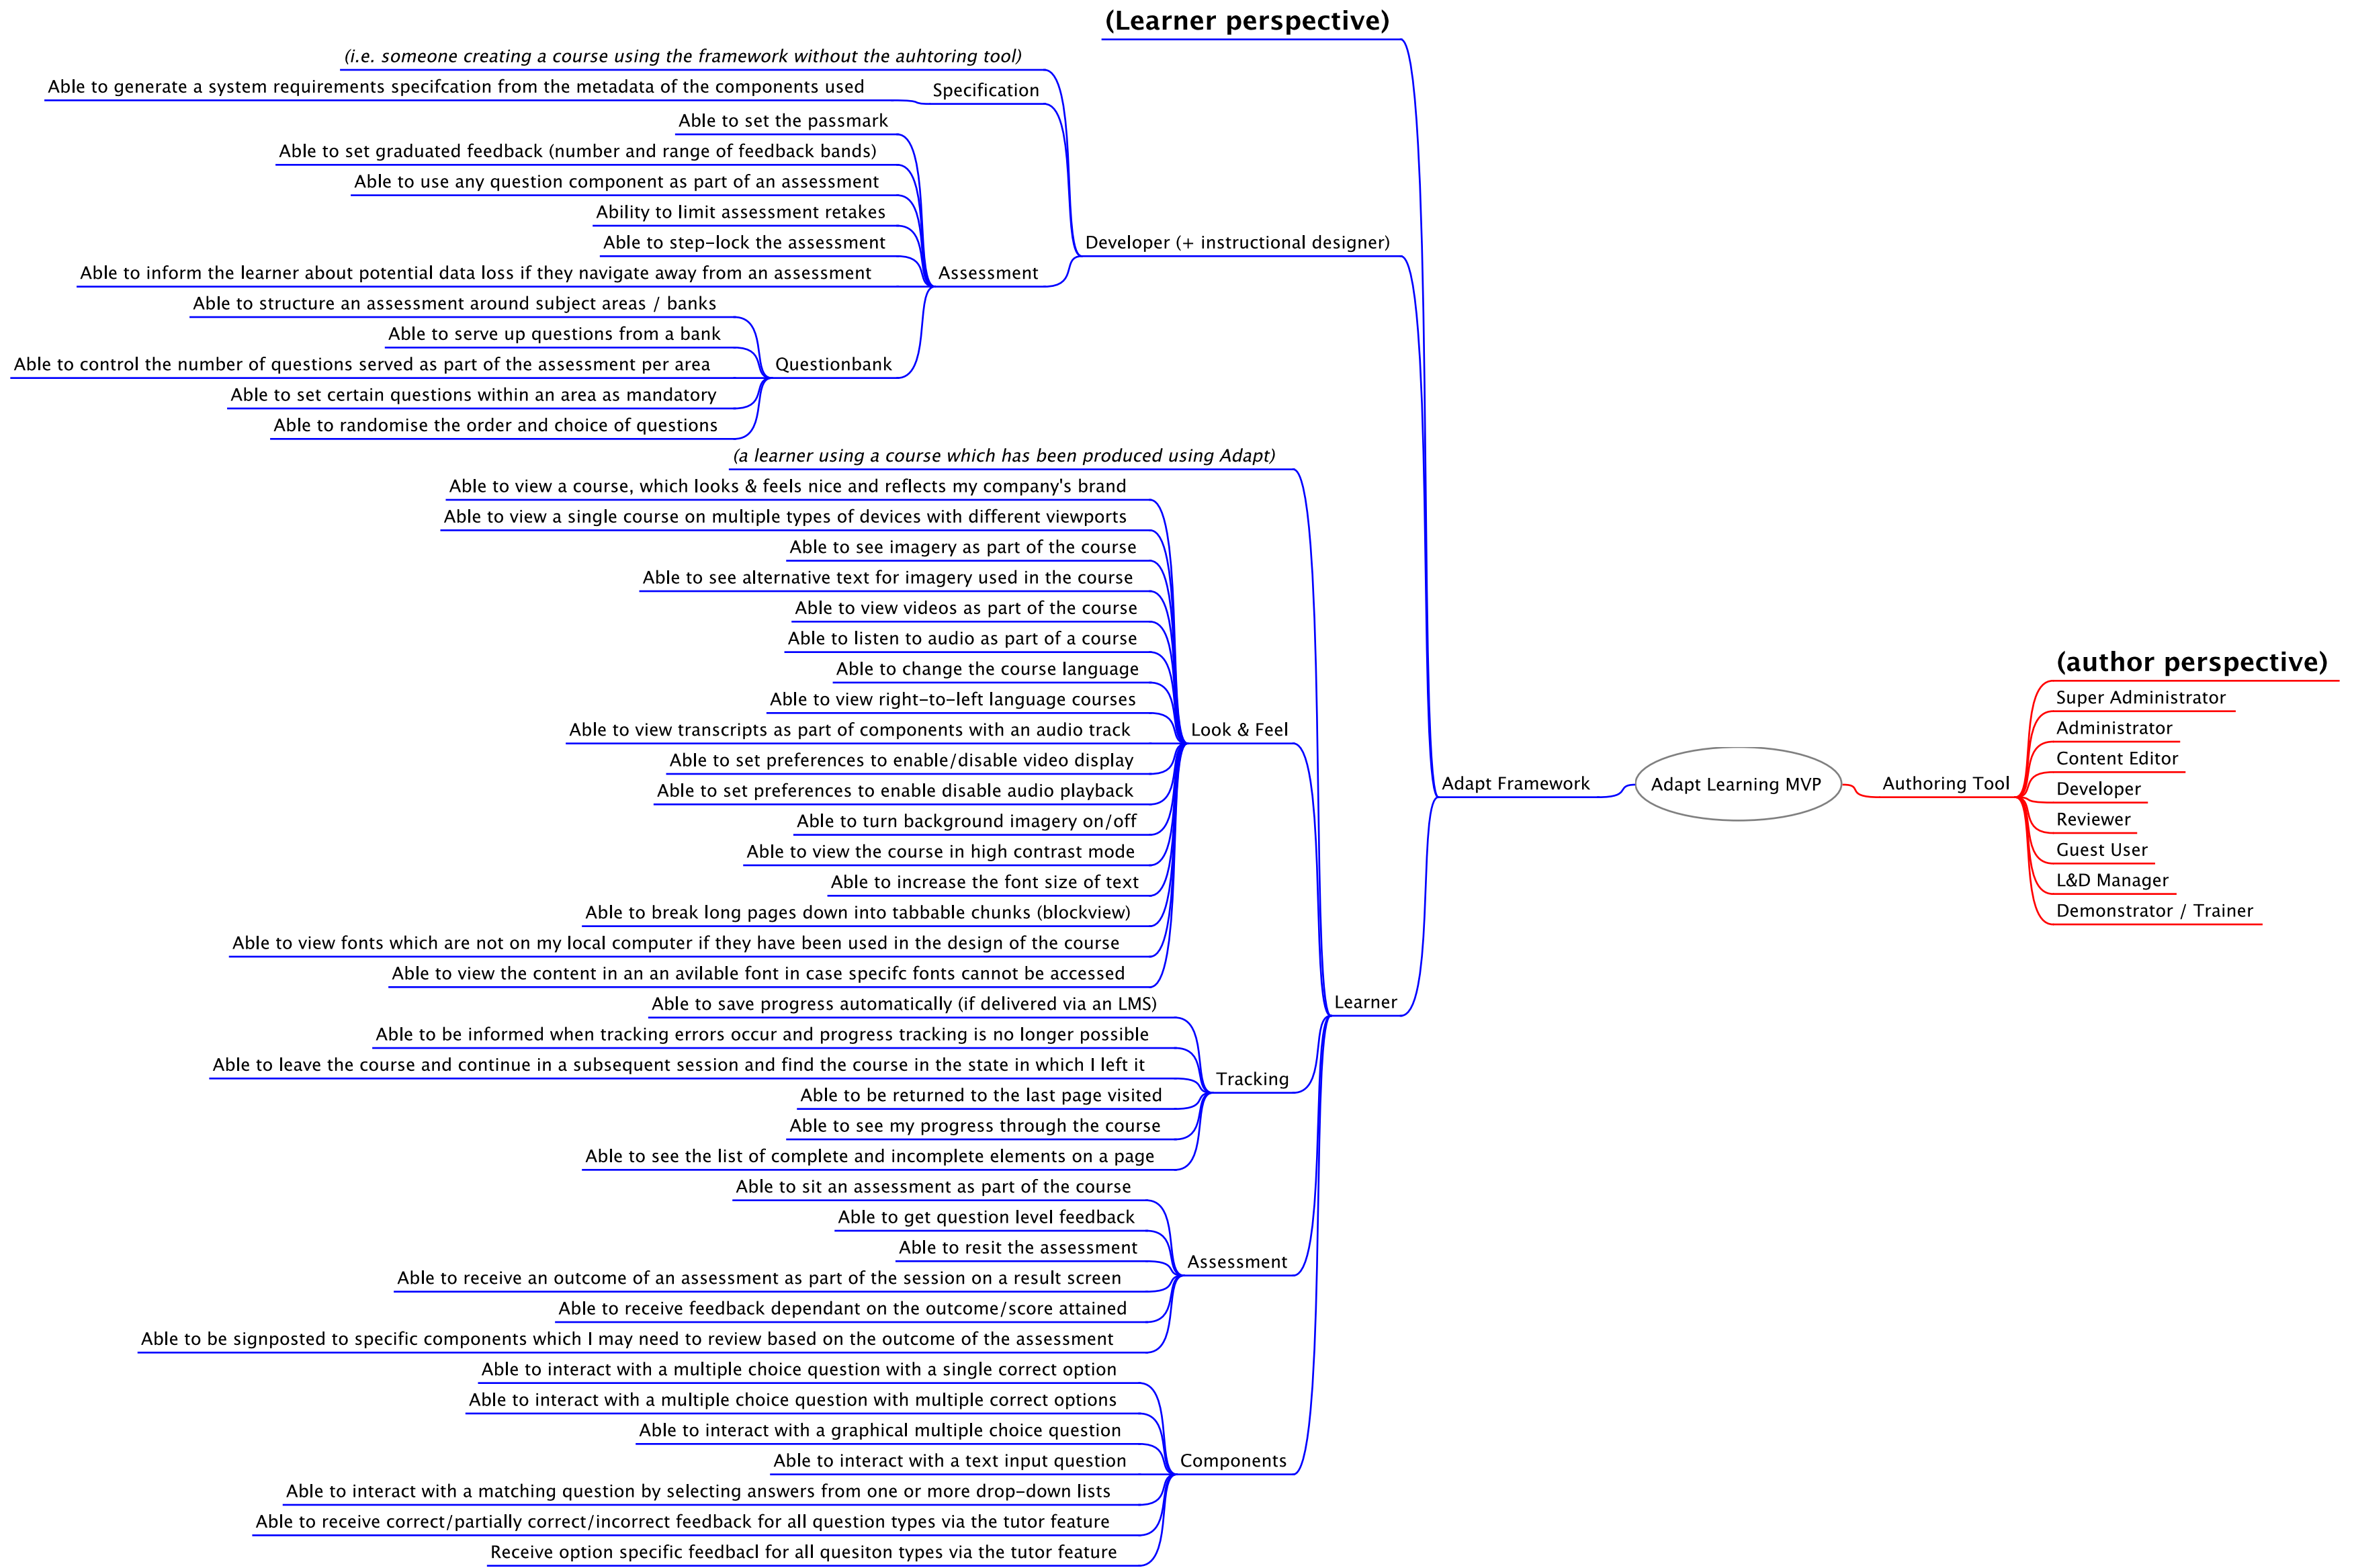 (Learner perspective)
(i.e. someone creating a course using the framework without the auhtoring tool)
Able to generate a system requirements specifcation from the metadata of the components used
Specification
Able to set the passmark
Able to set graduated feedback (number and range of feedback bands)
Able to use any question component as part of an assessment
Ability to limit assessment retakes
Able to step-lock the assessment
Able to inform the learner about potential data loss if they navigate away from an assessment
Assessment
Developer (+ instructional designer)
Able to structure an assessment around subject areas / banks
Able to serve up questions from a bank
Able to control the number of questions served as part of the assessment per area
Able to set certain questions within an area as mandatory
Able to randomise the order and choice of questions
Questionbank
(a learner using a course which has been produced using Adapt)
Able to view a course, which looks & feels nice and reflects my company's brand
Able to view a single course on multiple types of devices with different viewports
Able to see imagery as part of the course
Able to see alternative text for imagery used in the course
Able to view videos as part of the course
Able to listen to audio as part of a course
Able to change the course language
Able to view right-to-left language courses
Able to view transcripts as part of components with an audio track
Able to set preferences to enable/disable video display
Able to set preferences to enable disable audio playback
Able to turn background imagery on/off
Able to view the course in high contrast mode
Able to increase the font size of text
Able to break long pages down into tabbable chunks (blockview)
Able to view fonts which are not on my local computer if they have been used in the design of the course
Able to view the content in an an avilable font in case specifc fonts cannot be accessed
Look & Feel
Able to save progress automatically (if delivered via an LMS)
Able to be informed when tracking errors occur and progress tracking is no longer possible
Able to leave the course and continue in a subsequent session and find the course in the state in which I left it
Able to be returned to the last page visited
Able to see my progress through the course
Able to see the list of complete and incomplete elements on a page
Tracking
Learner
Able to sit an assessment as part of the course
Able to get question level feedback
Able to resit the assessment
Able to receive an outcome of an assessment as part of the session on a result screen
Able to receive feedback dependant on the outcome/score attained
Able to be signposted to specific components which I may need to review based on the outcome of the assessment
Assessment
Able to interact with a multiple choice question with a single correct option
Able to interact with a multiple choice question with multiple correct options
Able to interact with a graphical multiple choice question
Able to interact with a text input question
Able to interact with a matching question by selecting answers from one or more drop-down lists
Able to receive correct/partially correct/incorrect feedback for all question types via the tutor feature
Receive option specific feedbacl for all quesiton types via the tutor feature
Components
Adapt Framework
Adapt Learning MVP
Authoring Tool
(author perspective)
Super Administrator
Administrator
Content Editor
Developer
Reviewer
Guest User
L&D Manager
Demonstrator / Trainer